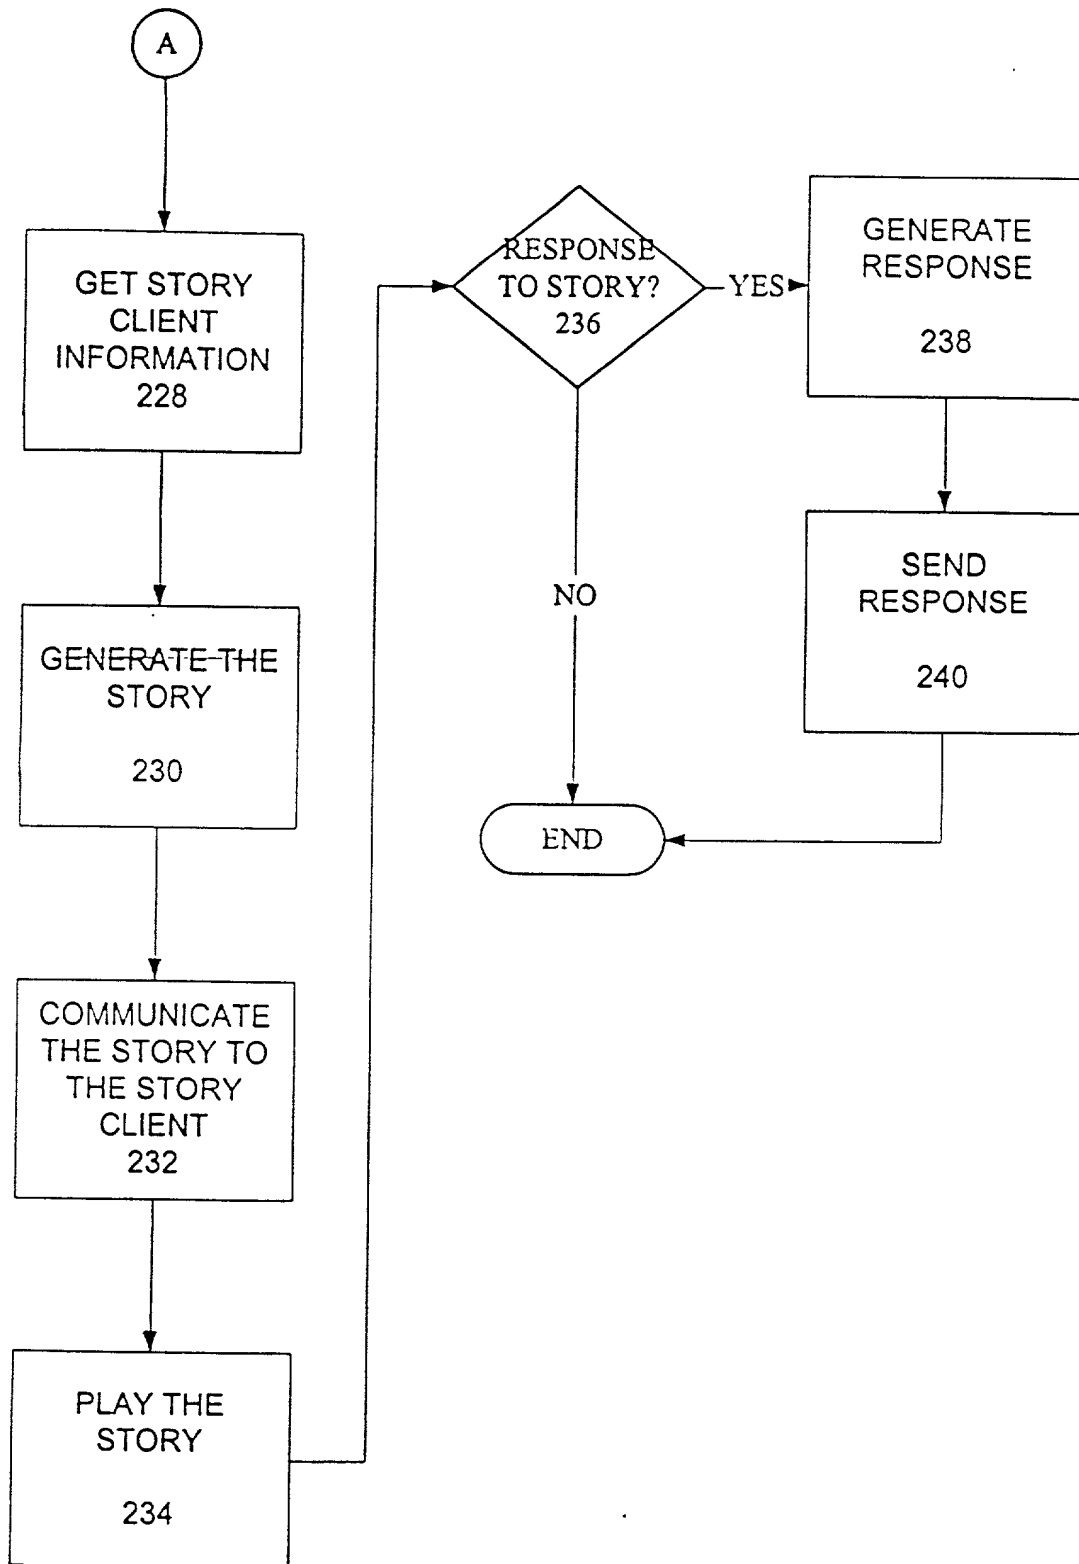 A
GET STORY
CLIENT
INFORMATION
228
GENERATE THE
STORY
230
COMMUNICATE
THE STORY TO
THE STORY
CLIENT
232
PLAY THE
STORY
234
RESPONSE
TO STORY?
236
YES
NO
GENERATE
RESPONSE
238
SEND
RESPONSE
240
END